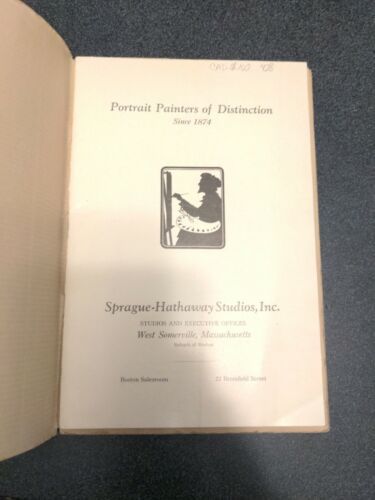 Portrait Painters of Distinction
Since 1874
Sprague-Hathaway Studios, Inc.
STUDIOS AND EXECUTIVE OFFICES
West Somerville, Massachusetts
Suburb of Boston
Boston Salesroom 22 Bromfield Street